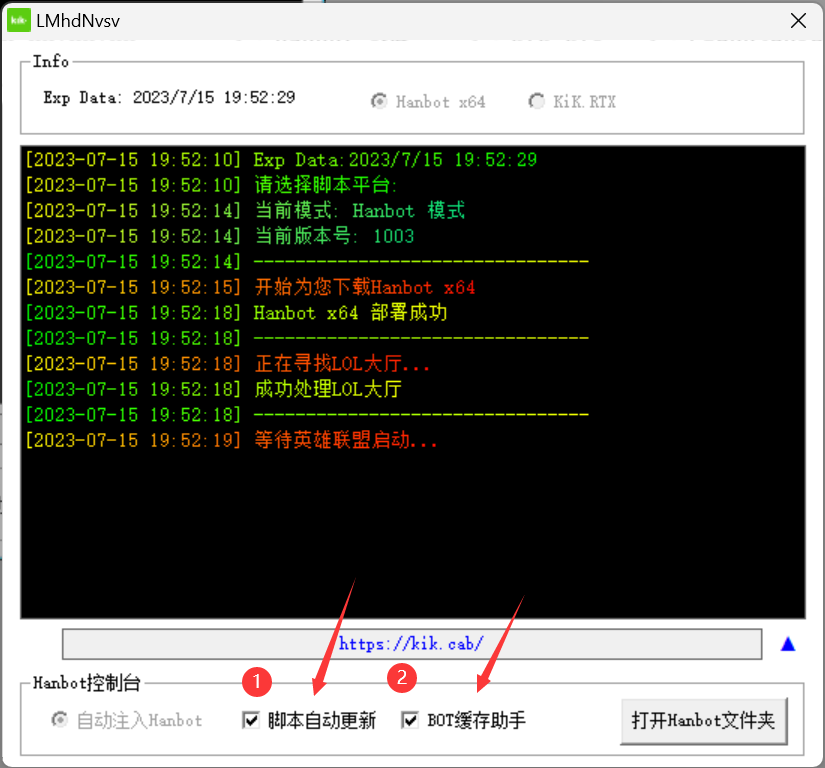 kik
LMhdNvsv
Info
Exp Data: 2023/7/15 19:52:29
Hanbot x64
KiK.RTX
[2023-07-15 19:52:10] Exp Data:2023/7/15 19:52:29
[2023-07-15 19:52:10] 请选择脚本平台:
[2023-07-15 19:52:14] 当前模式: Hanbot 模式
[2023-07-15 19:52:14] 当前版本号: 1003
[2023-07-15 19:52:14] --------------------------------
[2023-07-15 19:52:15] 开始为您下载Hanbot x64
[2023-07-15 19:52:18] Hanbot x64 部署成功
[2023-07-15 19:52:18] --------------------------------
[2023-07-15 19:52:18] 正在寻找LOL大厅...
[2023-07-15 19:52:18] 成功处理LOL大厅
[2023-07-15 19:52:18] --------------------------------
[2023-07-15 19:52:19] 等待英雄联盟启动...
https://kik.cab/
Hanbot控制台
1
2
自动注入Hanbot
脚本自动更新
BOT缓存助手
打开Hanbot文件夹